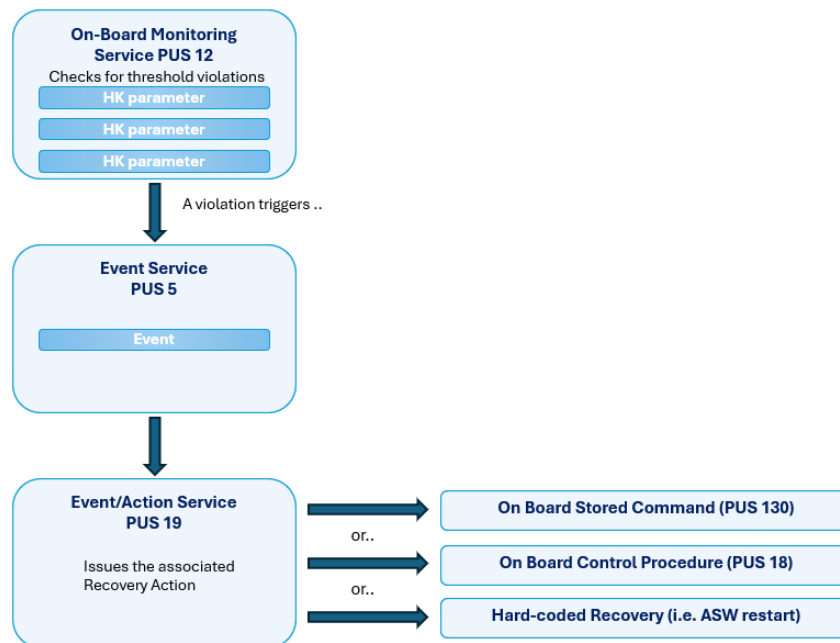 On-Board Monitoring
Service PUS 12
Checks for threshold violations
HK parameter
HK parameter
HK parameter
A violation triggers ..
Event Service
PUS 5
Event
Event/Action Service
PUS 19
Issues the associated
Recovery Action
On Board Stored Command (PUS 130)
or..
On Board Control Procedure (PUS 18)
or..
Hard-coded Recovery (i.e. ASW restart)